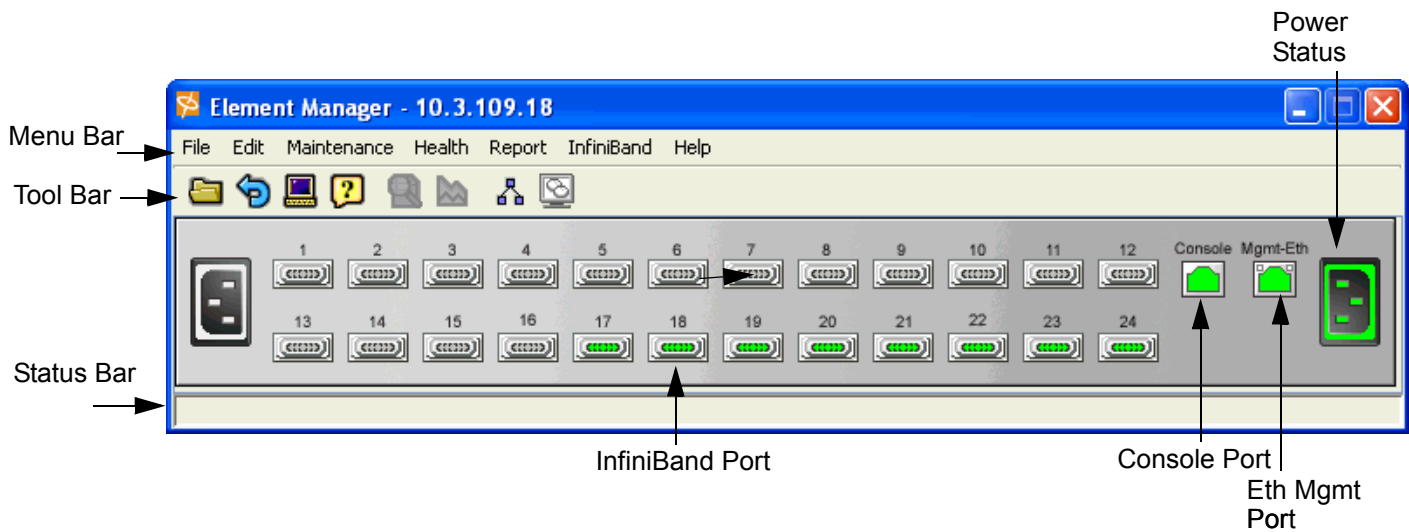 Power
Status
Element Manager - 10.3.109.18
Menu Bar
File Edit Maintenance Health Report InfiniBand Help
Tool Bar
?
1 2 3 4 5 6 7 8 9 10 11 12 Console Mgmt-Eth
13 14 15 16 17 18 19 20 21 22 23 24
Status Bar
InfiniBand Port
Console Port
Eth Mgmt
Port